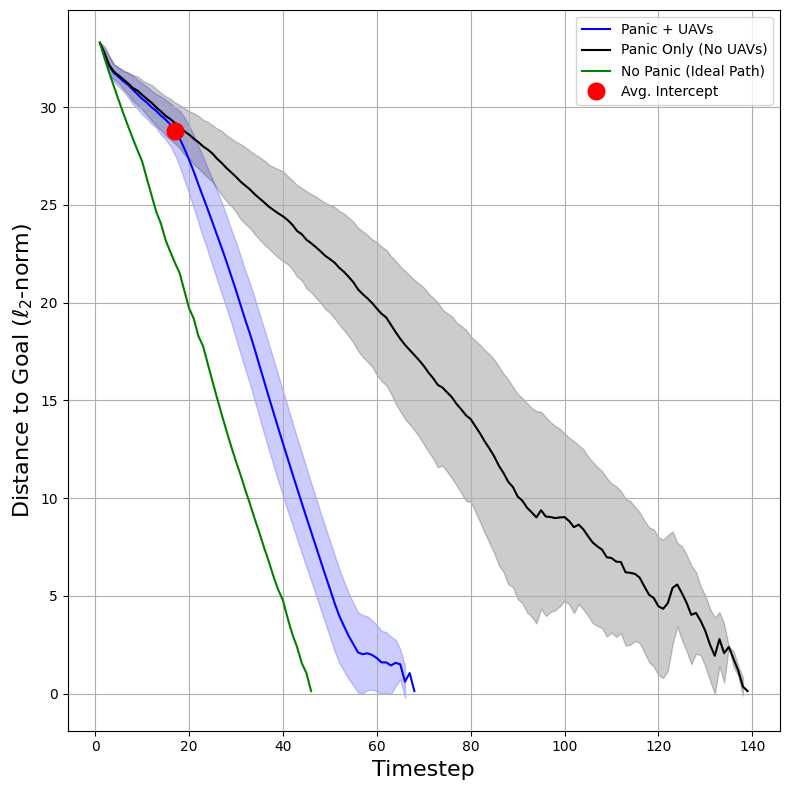 Panic + UAVs
Panic Only (No UAVs)
No Panic (Ideal Path)
Avg. Intercept
Distance to Goal (ℓ₂-norm)
30
25
20
15
10
5
0
0 20 40 60 80 100 120 140
Timestep